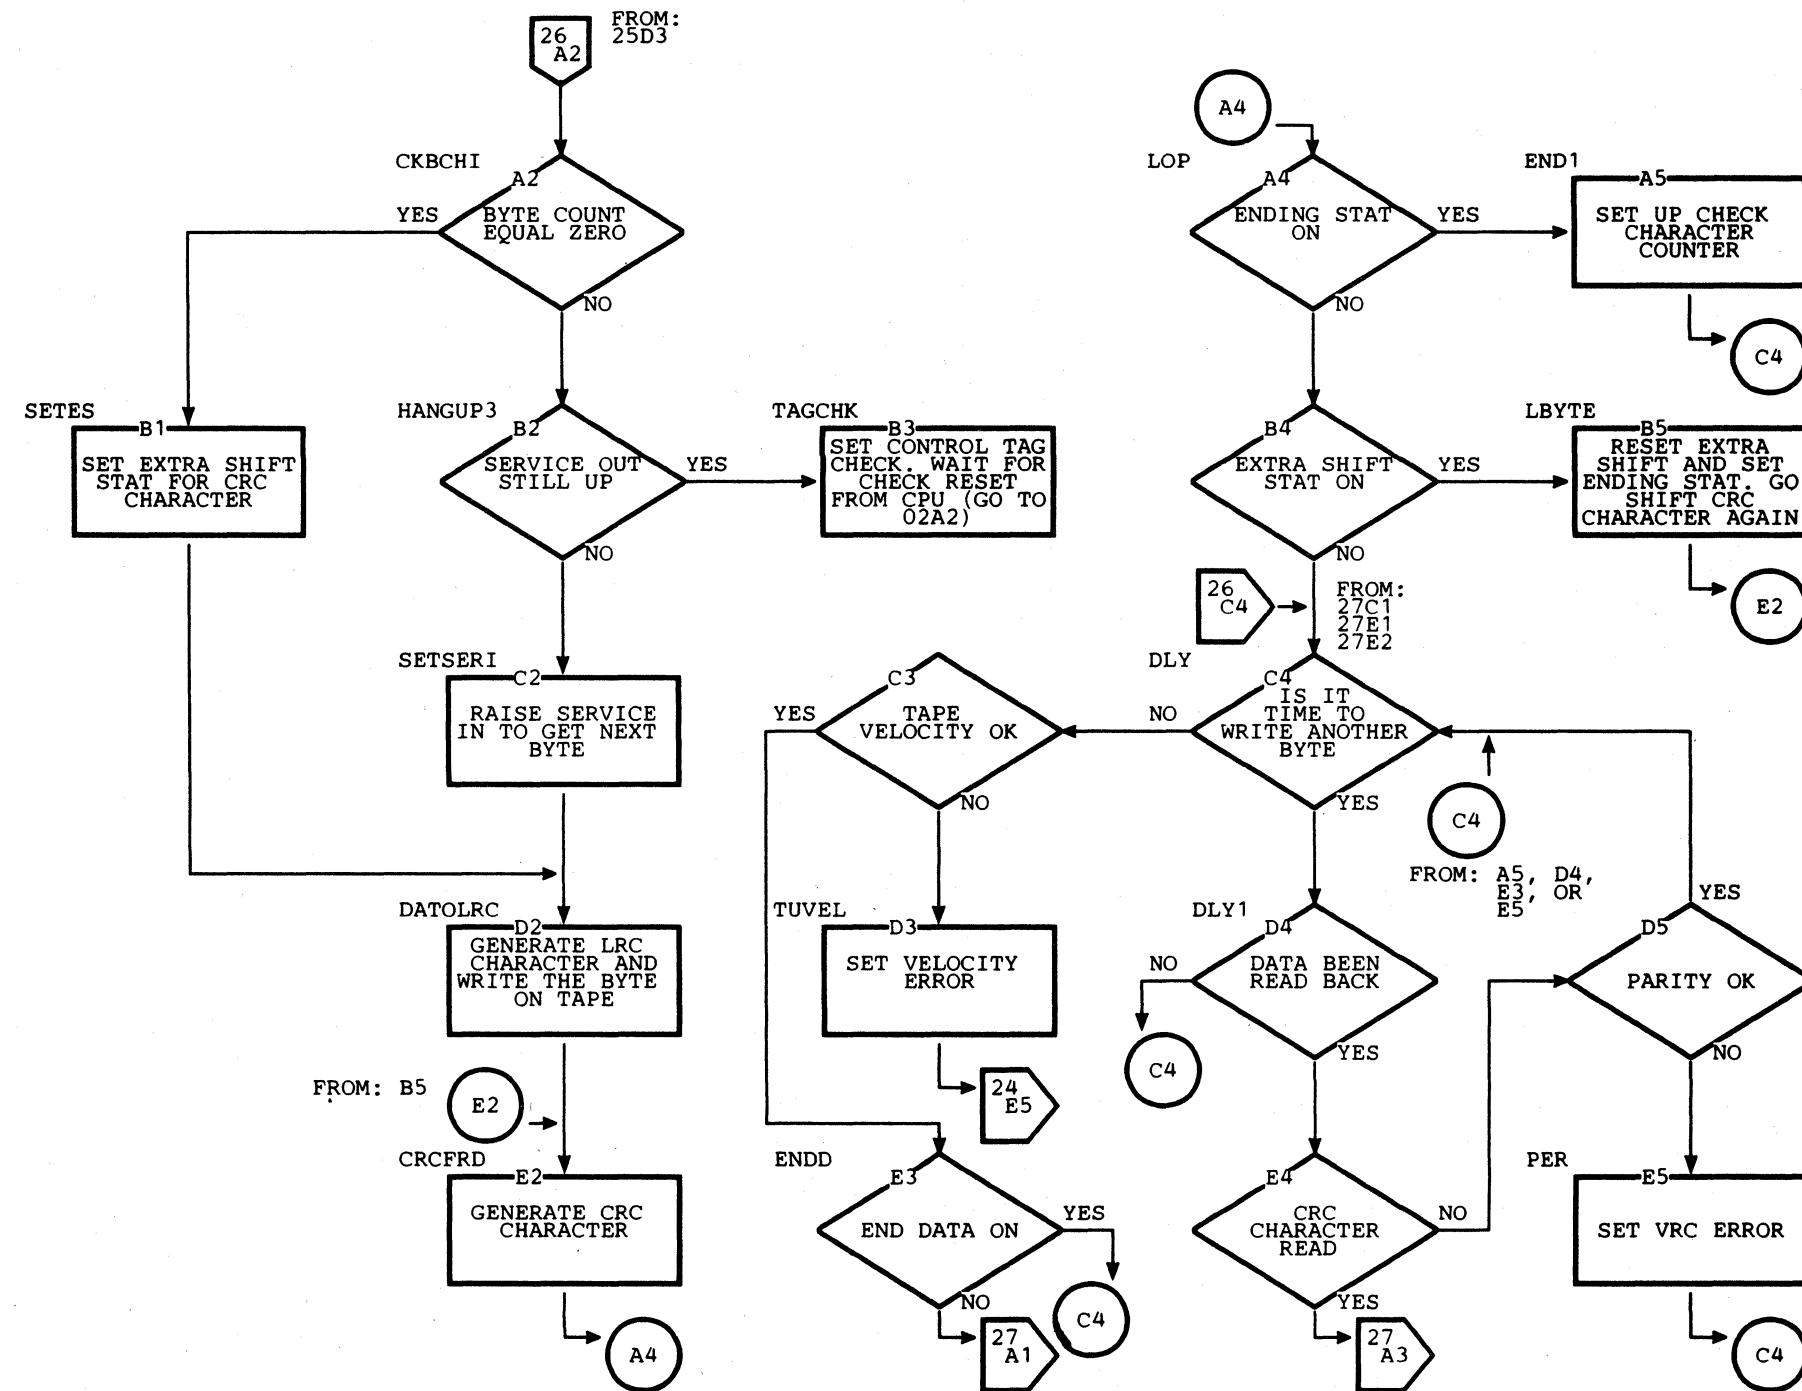 26
A2
FROM:
25D3
CKBCHI
A2
BYTE COUNT
EQUAL ZERO
YES
NO
SETES
B1
SET EXTRA SHIFT
STAT FOR CRC
CHARACTER
HANGUP3
B2
SERVICE OUT
STILL UP
YES
NO
TAGCHK
B3
SET CONTROL TAG
CHECK. WAIT FOR
CHECK RESET
FROM CPU (GO TO
02A2)
SETSERI
C2
RAISE SERVICE
IN TO GET NEXT
BYTE
DATOLRC
D2
GENERATE LRC
CHARACTER AND
WRITE THE BYTE
ON TAPE
FROM: B5
E2
CRCFRD
E2
GENERATE CRC
CHARACTER
A4
C3
TAPE
VELOCITY OK
YES
NO
TUVEL
D3
SET VELOCITY
ERROR
24
E5
ENDD
E3
END DATA ON
YES
C4
NO
27
A1
A4
LOP
A4
ENDING STAT
ON
YES
NO
END1
A5
SET UP CHECK
CHARACTER
COUNTER
C4
B4
EXTRA SHIFT
STAT ON
YES
NO
LBYTE
B5
RESET EXTRA
SHIFT AND SET
ENDING STAT. GO
SHIFT CRC
CHARACTER AGAIN
E2
26
C4
FROM:
27C1
27E1
27E2
DLY
C4
IS IT
TIME TO
WRITE ANOTHER
BYTE
NO
YES
C4
FROM: A5, D4,
E3, OR
E5
DLY1
D4
DATA BEEN
READ BACK
NO
C4
YES
E4
CRC
CHARACTER
READ
NO
YES
27
A3
D5
PARITY OK
YES
NO
PER
E5
SET VRC ERROR
C4